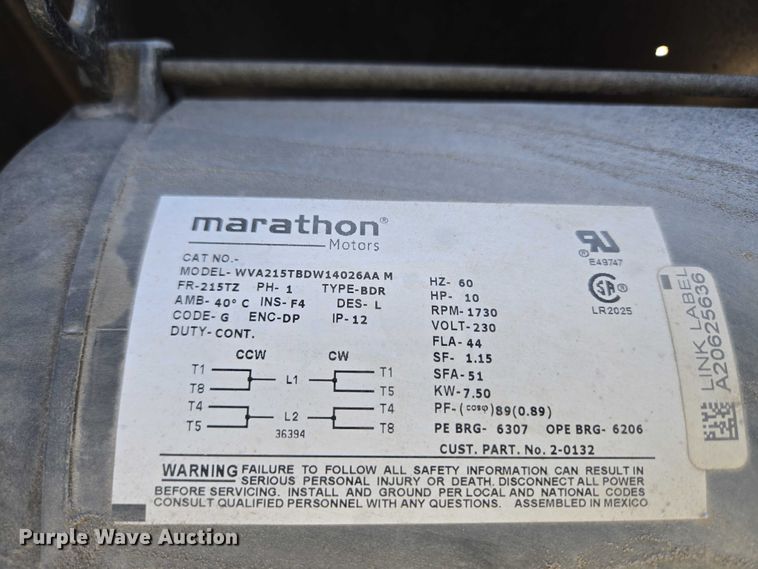 marathon®
Motors
CAT NO.-
MODEL- WVA215TBDW14026AA M
FR-215TZ PH- 1 TYPE-BDR
AMB- 40° C INS- F4 DES- L
CODE- G ENC-DP IP-12
DUTY- CONT.
HZ- 60
HP- 10
RPM-1730
VOLT-230
FLA- 44
SF- 1.15
SFA- 51
KW- 7.50
PF- (cosφ)89(0.89)
PE BRG- 6307 OPE BRG- 6206
CUST. PART. No. 2-0132
CCW CW
T1 L1 T1
T8 T5
T4 L2 T4
T5 36394 T8
E49747
LR2025
LINK LABEL
A20625636
WARNING FAILURE TO FOLLOW ALL SAFETY INFORMATION CAN RESULT IN
SERIOUS PERSONAL INJURY OR DEATH. DISCONNECT ALL POWER
BEFORE SERVICING. INSTALL AND GROUND PER LOCAL AND NATIONAL CODES
CONSULT QUALIFIED PERSONNEL WITH ANY QUESTIONS. ASSEMBLED IN MEXICO
Purple Wave Auction